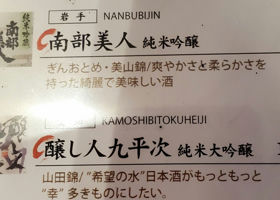 岩手 NANBUBIJIN
南部美人 純米吟醸
ぎんおとめ・美山錦/爽やかさと柔らかさを
持った綺麗で美味しい酒
KAMOSHIBITOKUHEIJI
醸し人九平次 純米大吟醸
山田錦/“希望の水”日本酒がもっともっと
“幸”多きものにしたい。